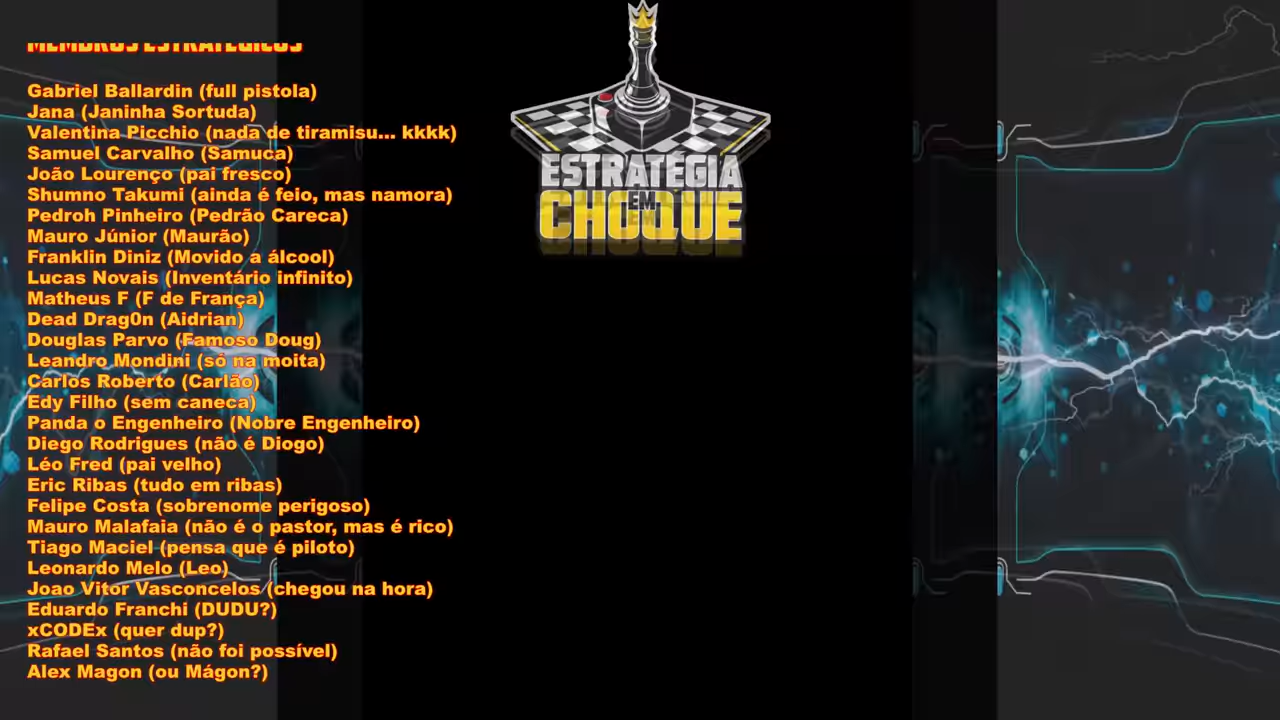 MEMBROS ESTRATÉGICOS
Gabriel Ballardin (full pistola)
Jana (Janinha Sortuda)
Valentina Picchio (nada de tiramisu... kkkk)
Samuel Carvalho (Samuca)
João Lourenço (pai fresco)
Shumno Takumi (ainda é feio, mas namora)
Pedroh Pinheiro (Pedrão Careca)
Mauro Júnior (Maurão)
Franklin Diniz (Movido a álcool)
Lucas Novais (Inventário infinito)
Matheus F (F de França)
Dead Drag0n (Aidrian)
Douglas Parvo (Famoso Doug)
Leandro Mondini (só na moita)
Carlos Roberto (Carlão)
Edy Filho (sem caneca)
Panda o Engenheiro (Nobre Engenheiro)
Diego Rodrigues (não é Diogo)
Léo Fred (pai velho)
Eric Ribas (tudo em ribas)
Felipe Costa (sobrenome perigoso)
Mauro Malafaia (não é o pastor, mas é rico)
Tiago Maciel (pensa que é piloto)
Leonardo Melo (Leo)
Joao Vitor Vasconcelos (chegou na hora)
Eduardo Franchi (DUDU?)
xCODEx (quer dup?)
Rafael Santos (não foi possível)
Alex Magon (ou Mágon?)
ESTRATÉGIA
EM
CHOQUE